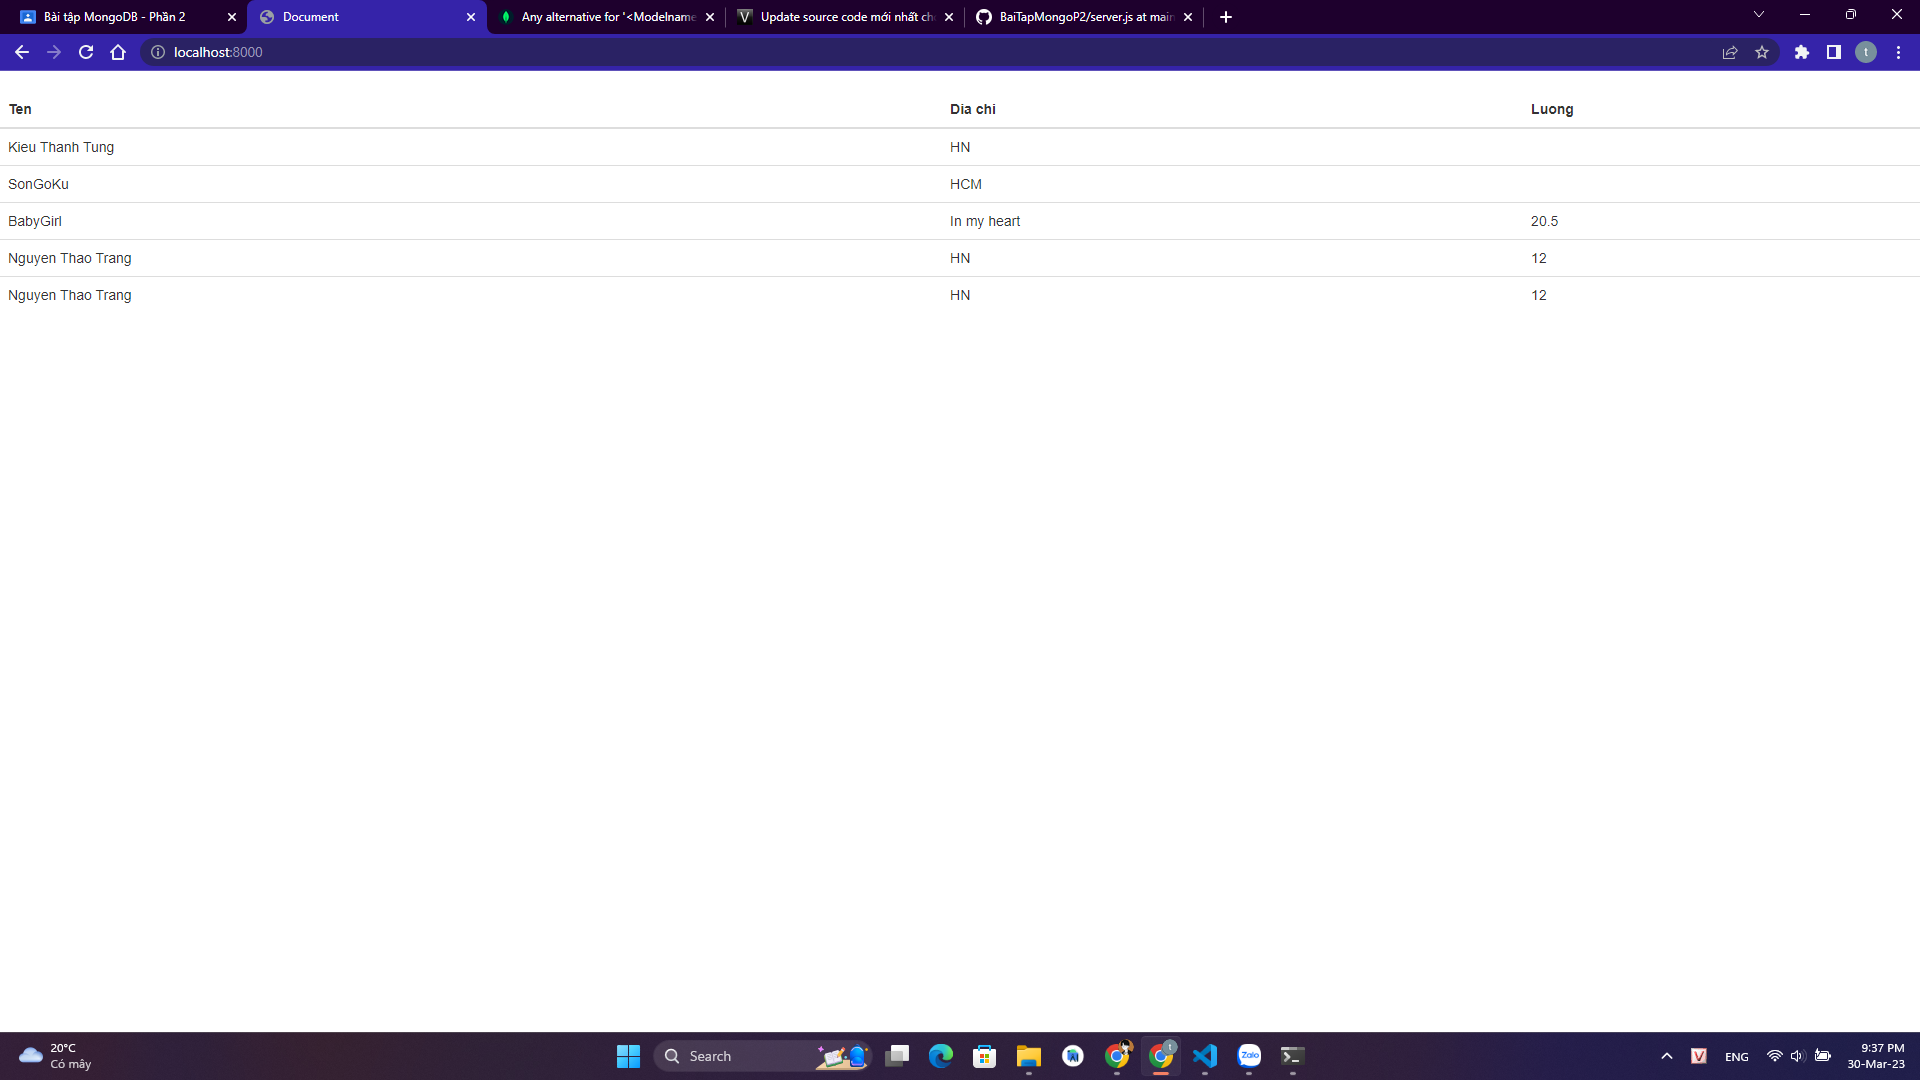 Bài tập MongoDB - Phần 2
Document
Any alternative for '<Modelname
Update source code mới nhất ch
BaiTapMongoP2/server.js at main
localhost:8000
t
Ten Dia chi Luong
Kieu Thanh Tung HN
SonGoKu HCM
BabyGirl In my heart 20.5
Nguyen Thao Trang HN 12
Nguyen Thao Trang HN 12
20°C
Có mây
Search
t
Zalo
V
ENG
9:37 PM
30-Mar-23